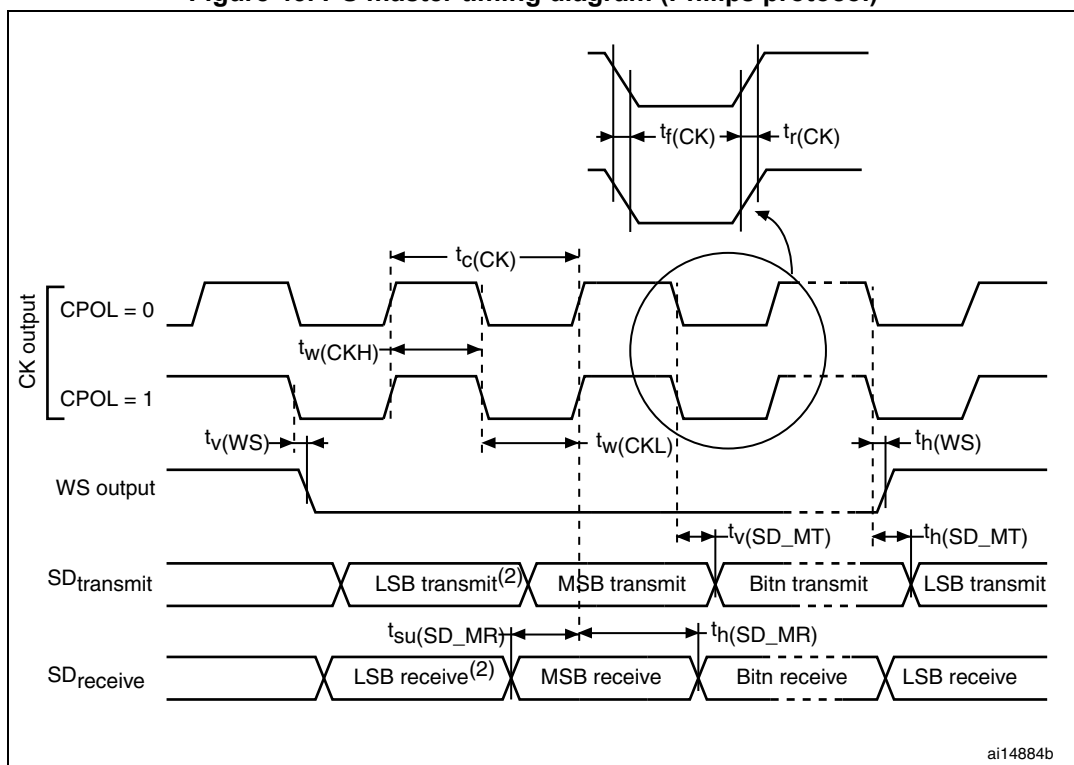 tf(CK)
tr(CK)
tc(CK)
CK output
CPOL = 0
tw(CKH)
CPOL = 1
tv(WS)
tw(CKL)
th(WS)
WS output
tv(SD_MT)
th(SD_MT)
SDtransmit
LSB transmit(2)
MSB transmit
Bitn transmit
LSB transmit
tsu(SD_MR)
th(SD_MR)
SDreceive
LSB receive(2)
MSB receive
Bitn receive
LSB receive
ai14884b